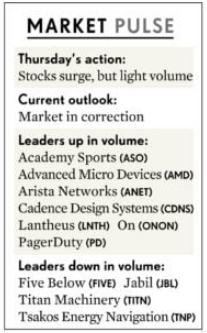 MARKET PULSE
Thursday's action:
Stocks surge, but light volume
Current outlook:
Market in correction
Leaders up in volume:
Academy Sports (ASO)
Advanced Micro Devices (AMD)
Arista Networks (ANET)
Cadence Design Systems (CDNS)
Lantheus (LNTH) On (ONON)
PagerDuty (PD)
Leaders down in volume:
Five Below (FIVE) Jabil (JBL)
Titan Machinery (TITN)
Tsakos Energy Navigation (TNP)